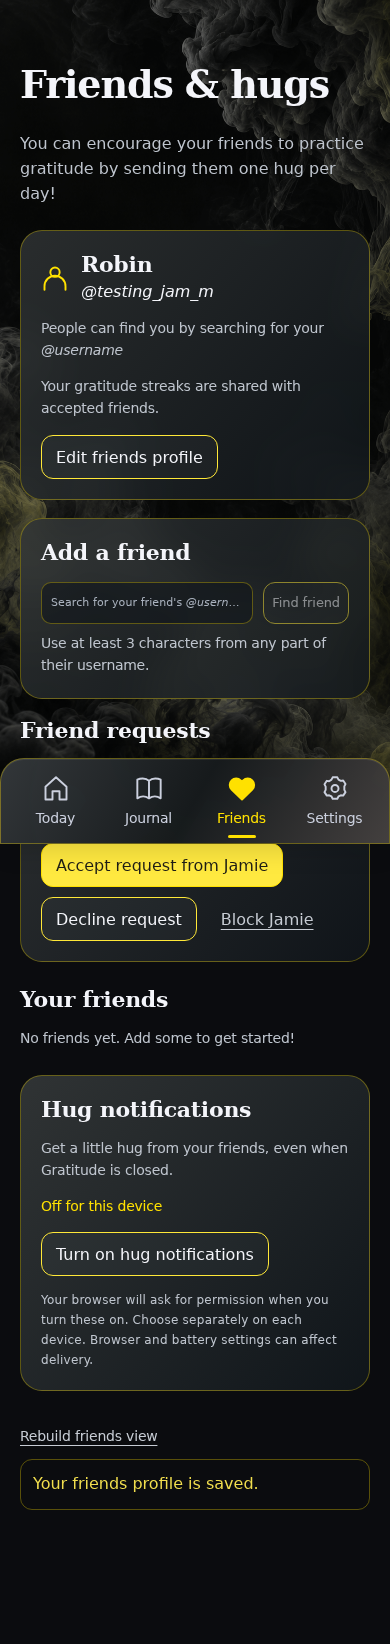 Friends & hugs
You can encourage your friends to practice
gratitude by sending them one hug per
day!
Robin
@testing_jam_m
People can find you by searching for your
@username
Your gratitude streaks are shared with
accepted friends.
Edit friends profile
Add a friend
Search for your friend's @usern...
Find friend
Use at least 3 characters from any part of
their username.
Friend requests
Today
Journal
Friends
Settings
Accept request from Jamie
Decline request
Block Jamie
Your friends
No friends yet. Add some to get started!
Hug notifications
Get a little hug from your friends, even when
Gratitude is closed.
Off for this device
Turn on hug notifications
Your browser will ask for permission when you
turn these on. Choose separately on each
device. Browser and battery settings can affect
delivery.
Rebuild friends view
Your friends profile is saved.